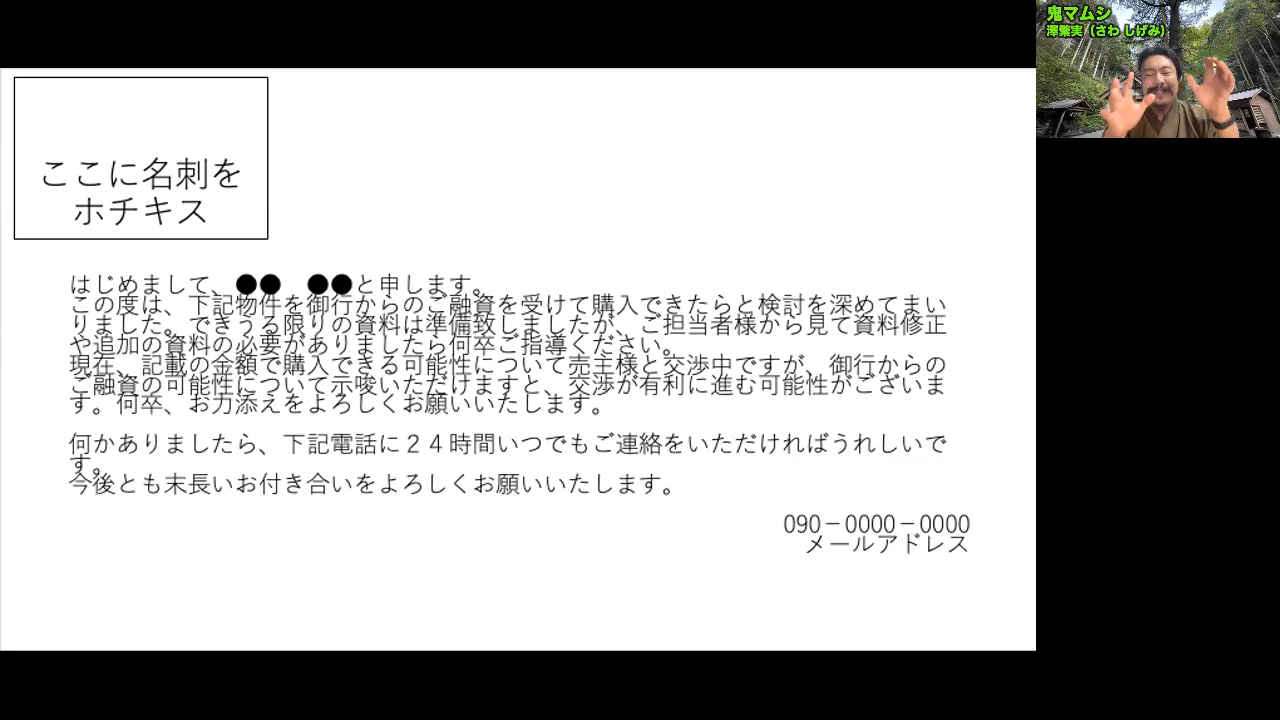 鬼マムシ
澤繁実（さわ しげみ）
ここに名刺を
ホチキス
はじめまして、●●　●●と申します。
この度は、下記物件を御行からのご融資を受けて購入できたらと検討を深めてまい
りました。できうる限りの資料は準備致しましたが、ご担当者様から見て資料修正
や追加の資料の必要がありましたら何卒ご指導ください。
現在、記載の金額で購入できる可能性について売主様と交渉中ですが、御行からの
ご融資の可能性について示唆いただけますと、交渉が有利に進む可能性がございま
す。何卒、お力添えをよろしくお願いいたします。
何かありましたら、下記電話に２４時間いつでもご連絡をいただければうれしいで
す。
今後とも末長いお付き合いをよろしくお願いいたします。
090－0000－0000
メールアドレス